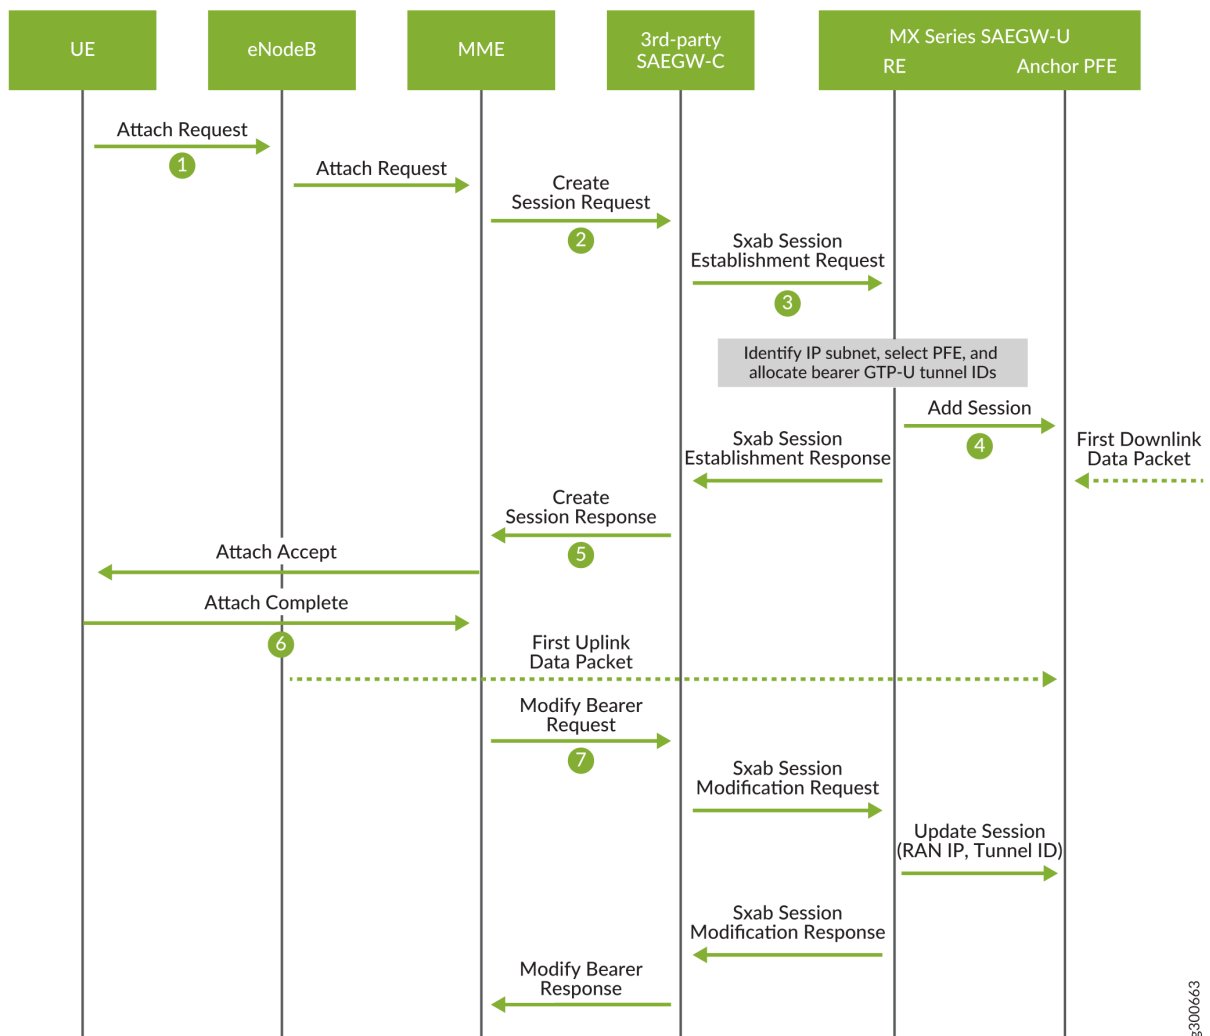 UE
eNodeB
MME
3rd-party
SAEGW-C
MX Series SAEGW-U
RE
Anchor PFE
Attach Request
1
Attach Request
Create
Session Request
2
Sxab Session
Establishment Request
3
Identify IP subnet, select PFE, and
allocate bearer GTP-U tunnel IDs
Add Session
4
First Downlink
Data Packet
Sxab Session
Establishment Response
Create
Session Response
5
Attach Accept
Attach Complete
6
First Uplink
Data Packet
Modify Bearer
Request
7
Sxab Session
Modification Request
Update Session
(RAN IP, Tunnel ID)
Sxab Session
Modification Response
Modify Bearer
Response
g300663